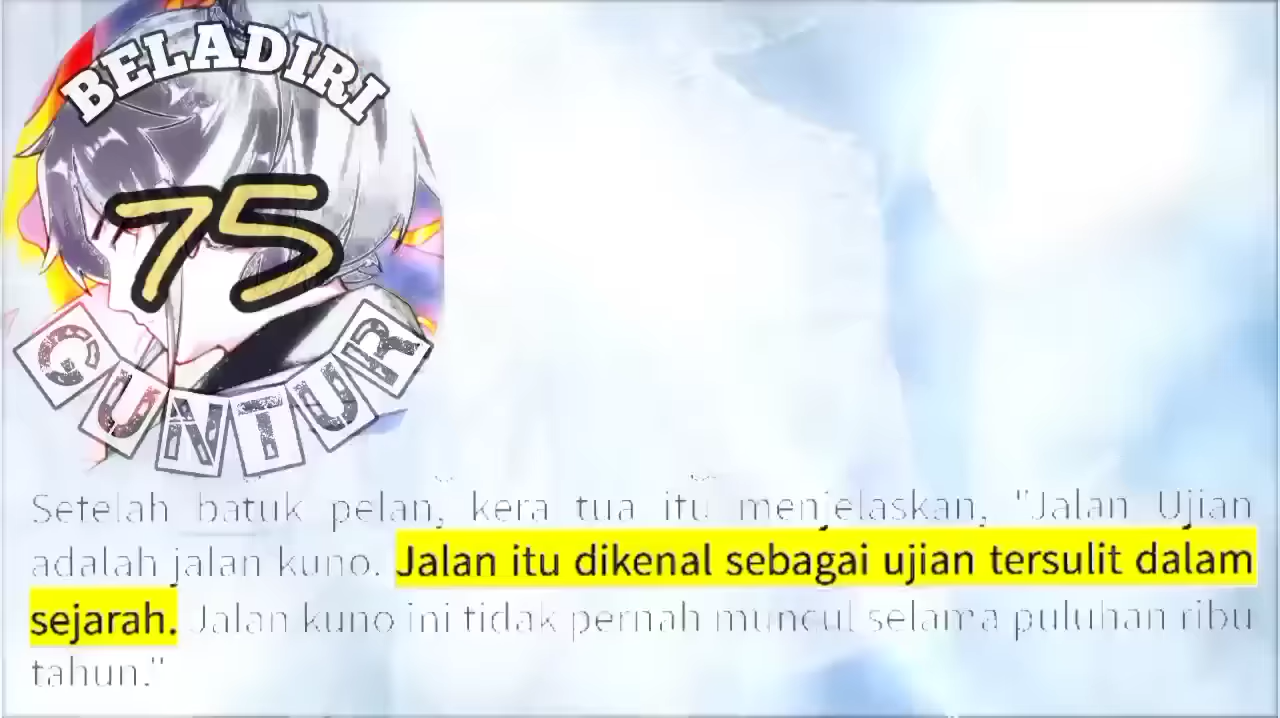 BELADIRI
75
GUNTUR
Setelah batuk pelan, kera tua itu menjelaskan, "Jalan Ujian
adalah jalan kuno. Jalan itu dikenal sebagai ujian tersulit dalam
sejarah. Jalan kuno ini tidak pernah muncul selama puluhan ribu
tahun."